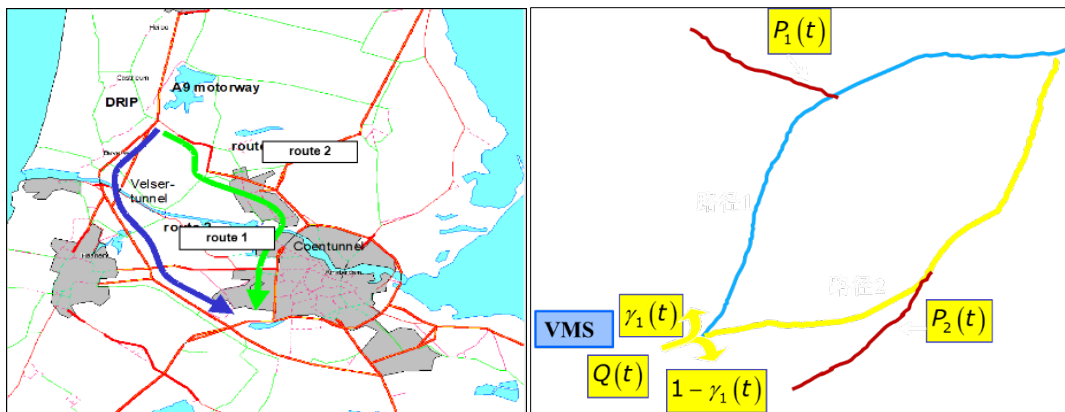 A9 motorway
DRIP
route 2
Velser-
tunnel
route 1
Coentunnel
P₁(t)
路径1
路径2
γ₁(t)
VMS
P₂(t)
Q(t)
1 − γ₁(t)